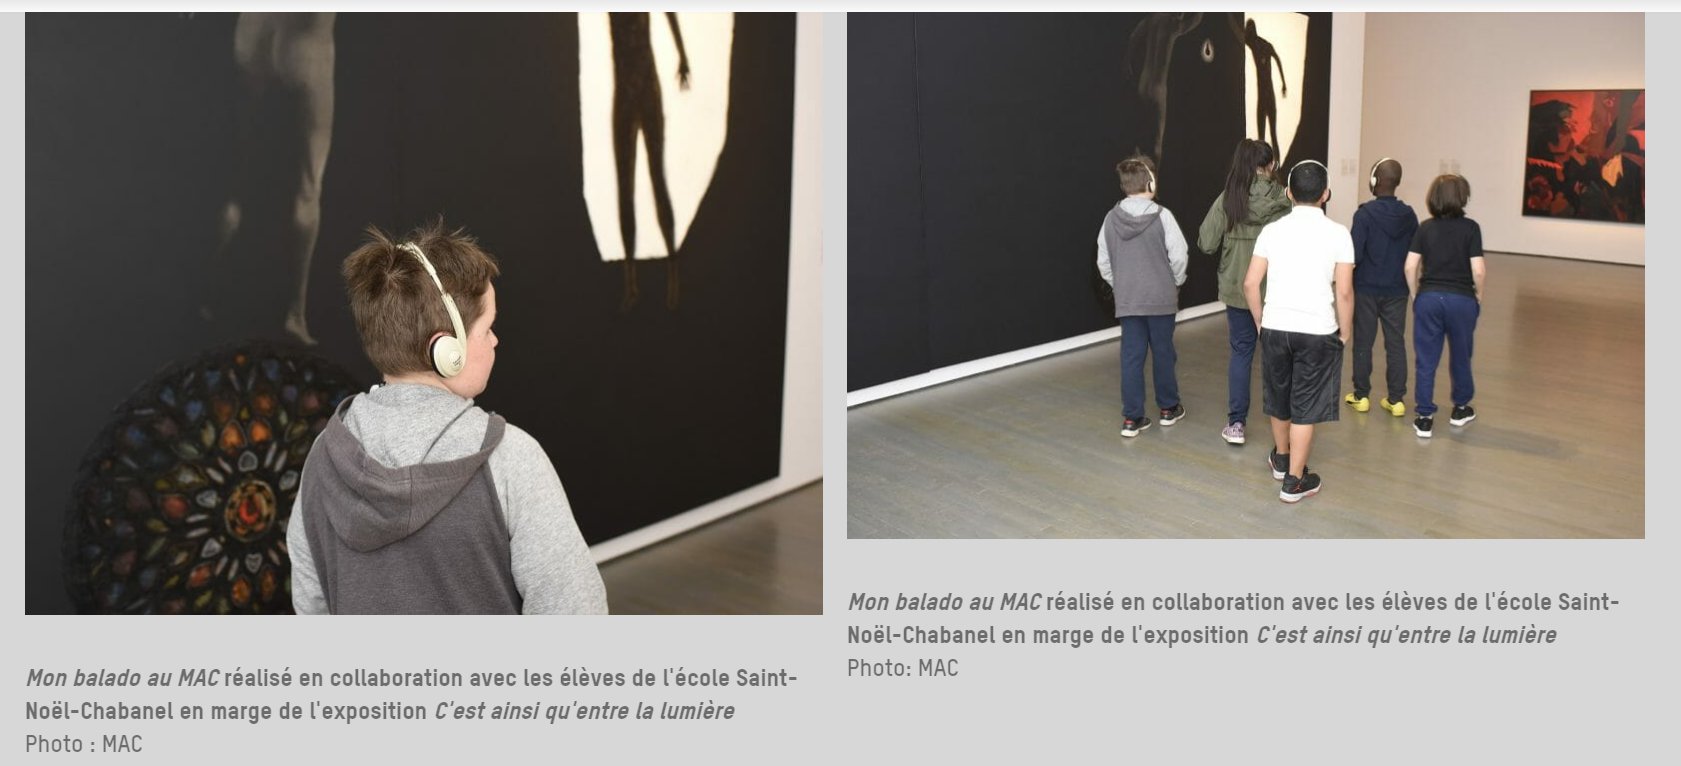 Mon balado au MAC réalisé en collaboration avec les élèves de l'école Saint-
Noël-Chabanel en marge de l'exposition C'est ainsi qu'entre la lumière
Photo : MAC
Mon balado au MAC réalisé en collaboration avec les élèves de l'école Saint-
Noël-Chabanel en marge de l'exposition C'est ainsi qu'entre la lumière
Photo: MAC